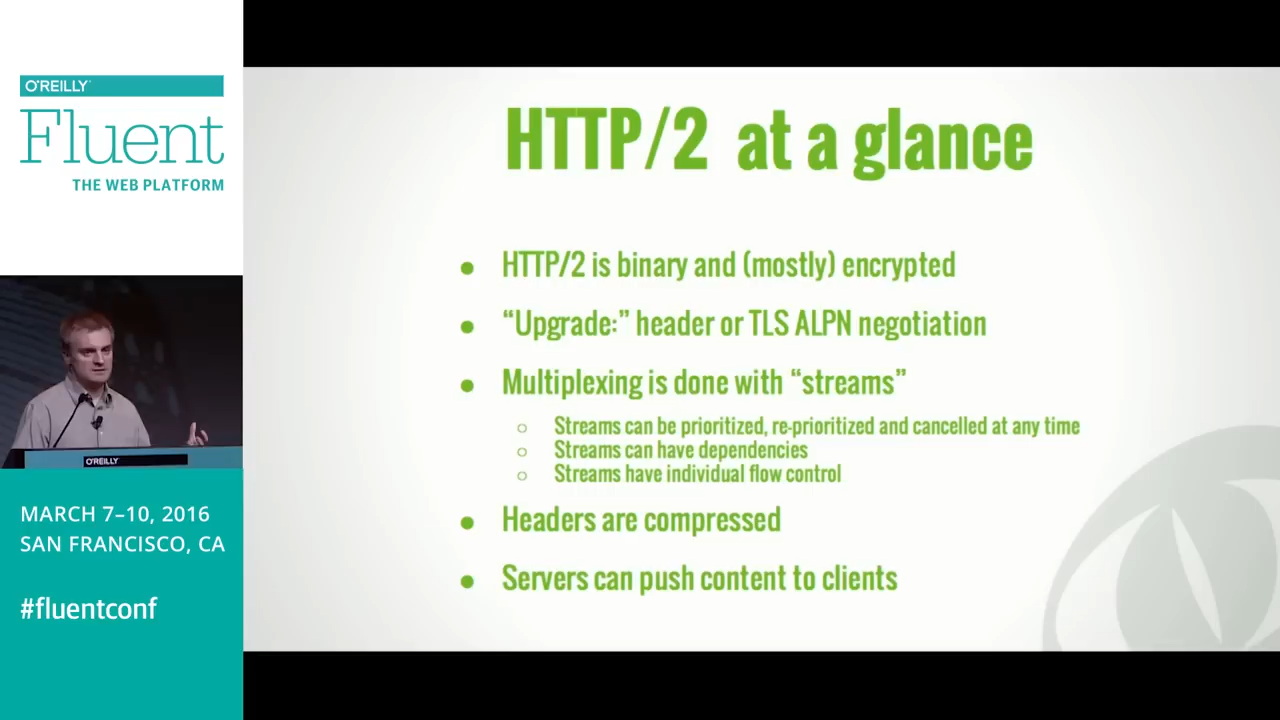 O'REILLY
Fluent
THE WEB PLATFORM
O'REILLY
MARCH 7–10, 2016
SAN FRANCISCO, CA
#fluentconf
HTTP/2 at a glance
● HTTP/2 is binary and (mostly) encrypted
● “Upgrade:” header or TLS ALPN negotiation
● Multiplexing is done with “streams”
○ Streams can be prioritized, re-prioritized and cancelled at any time
○ Streams can have dependencies
○ Streams have individual flow control
● Headers are compressed
● Servers can push content to clients